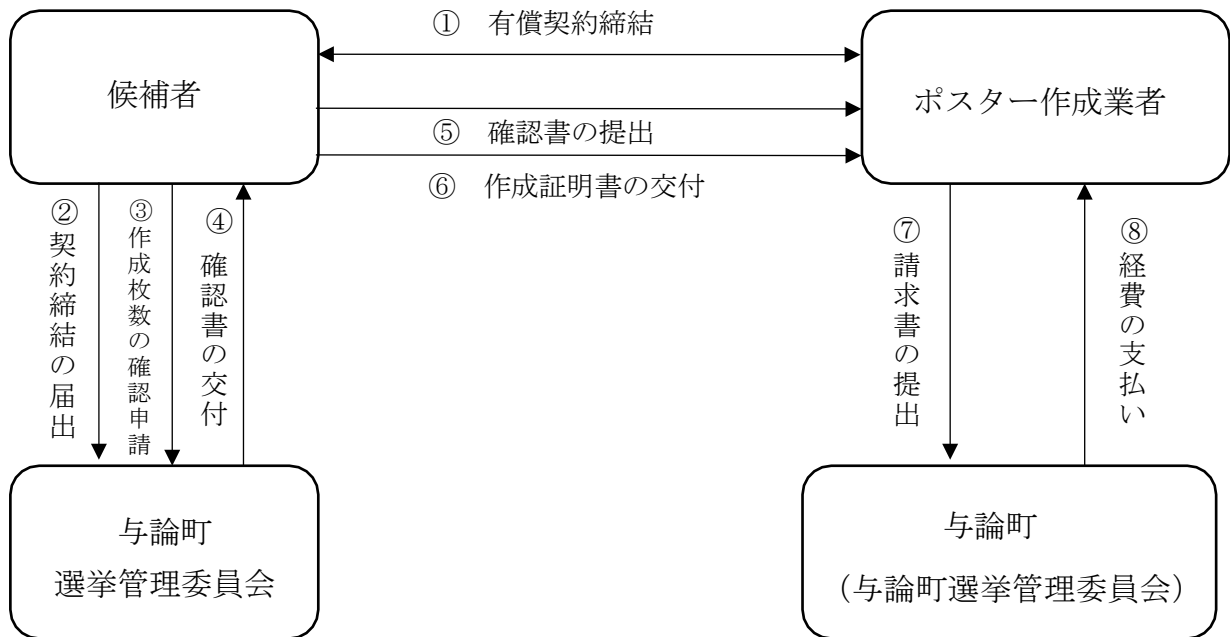 ① 有償契約締結
候補者
ポスター作成業者
⑤ 確認書の提出
⑥ 作成証明書の交付
②契約締結の届出
③作成枚数の確認申請
④確認書の交付
⑦請求書の提出
⑧経費の支払い
与論町
選挙管理委員会
与論町
(与論町選挙管理委員会)